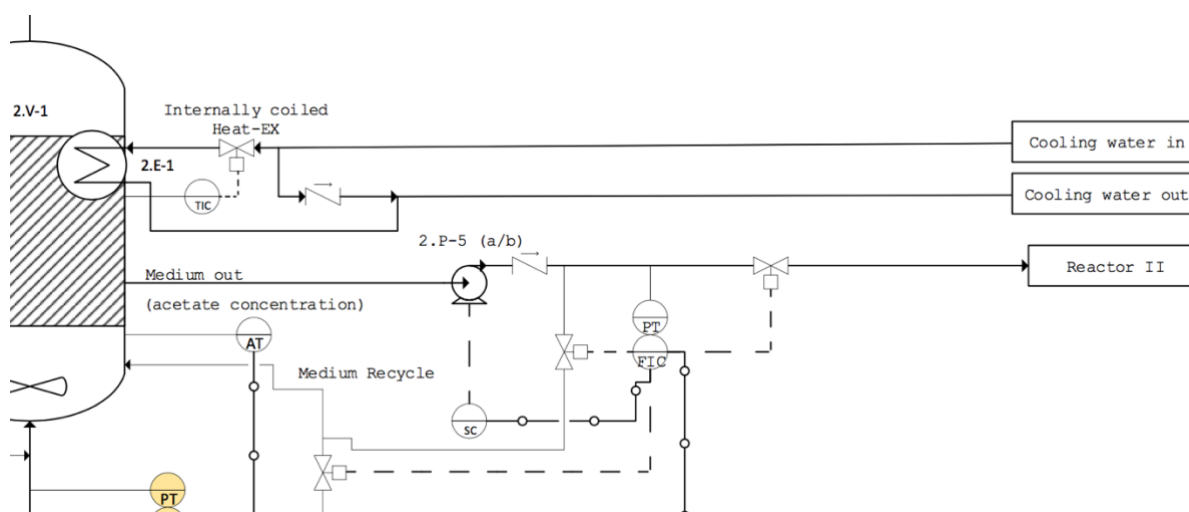 2.V-1
Internally coiled
Heat-EX
2.E-1
TIC
Cooling water in
Cooling water out
2.P-5 (a/b)
Medium out
(acetate concentration)
Reactor II
PT
FIC
AT
Medium Recycle
SC
PT